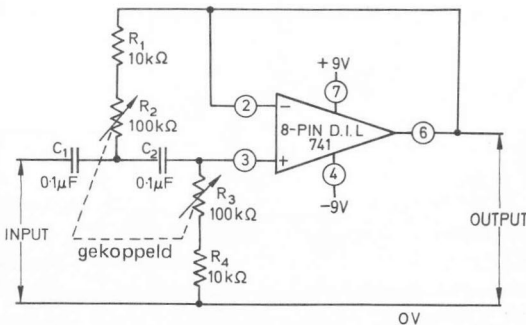 R1
10kΩ
+9V
7
2
−
8-PIN D.I.L
741
6
R2
100kΩ
C1
0·1µF
C2
0·1µF
3
+
4
−9V
R3
100kΩ
INPUT
OUTPUT
gekoppeld
R4
10kΩ
0V